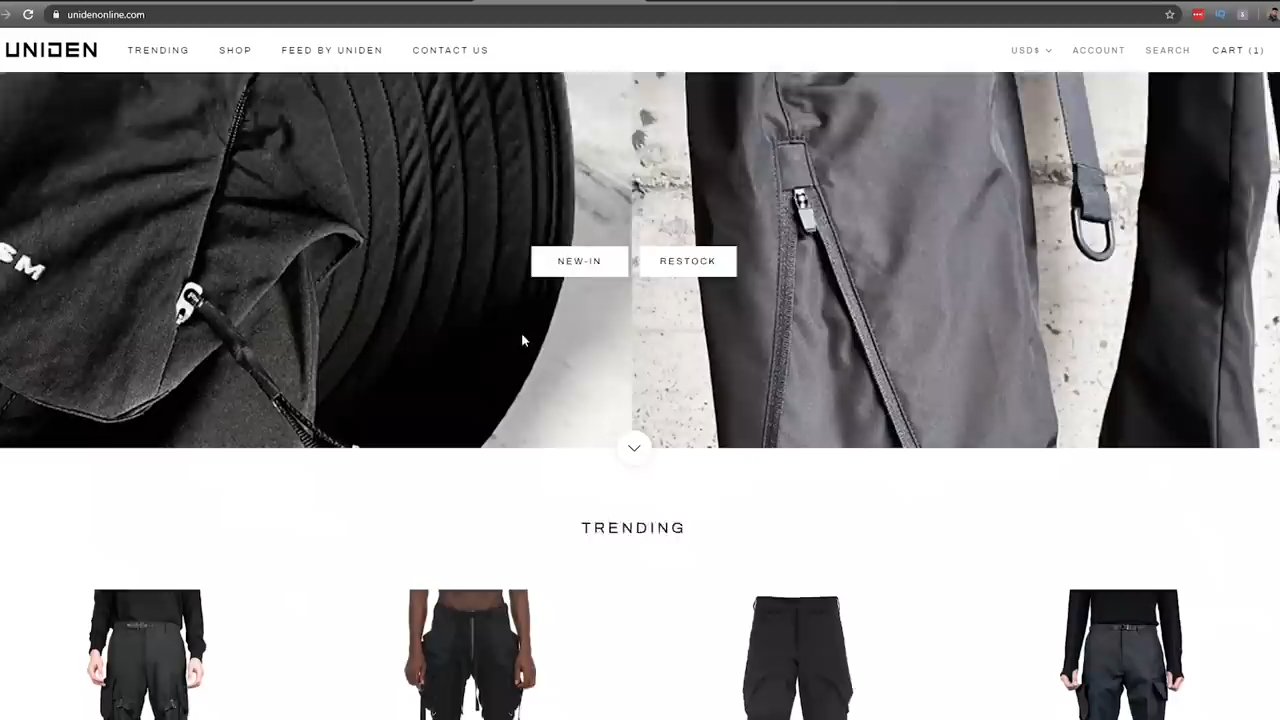 unidenonline.com
UNIDEN TRENDING SHOP FEED BY UNIDEN CONTACT US USD$ ACCOUNT SEARCH CART (1)
SM
NEW-IN RESTOCK
TRENDING